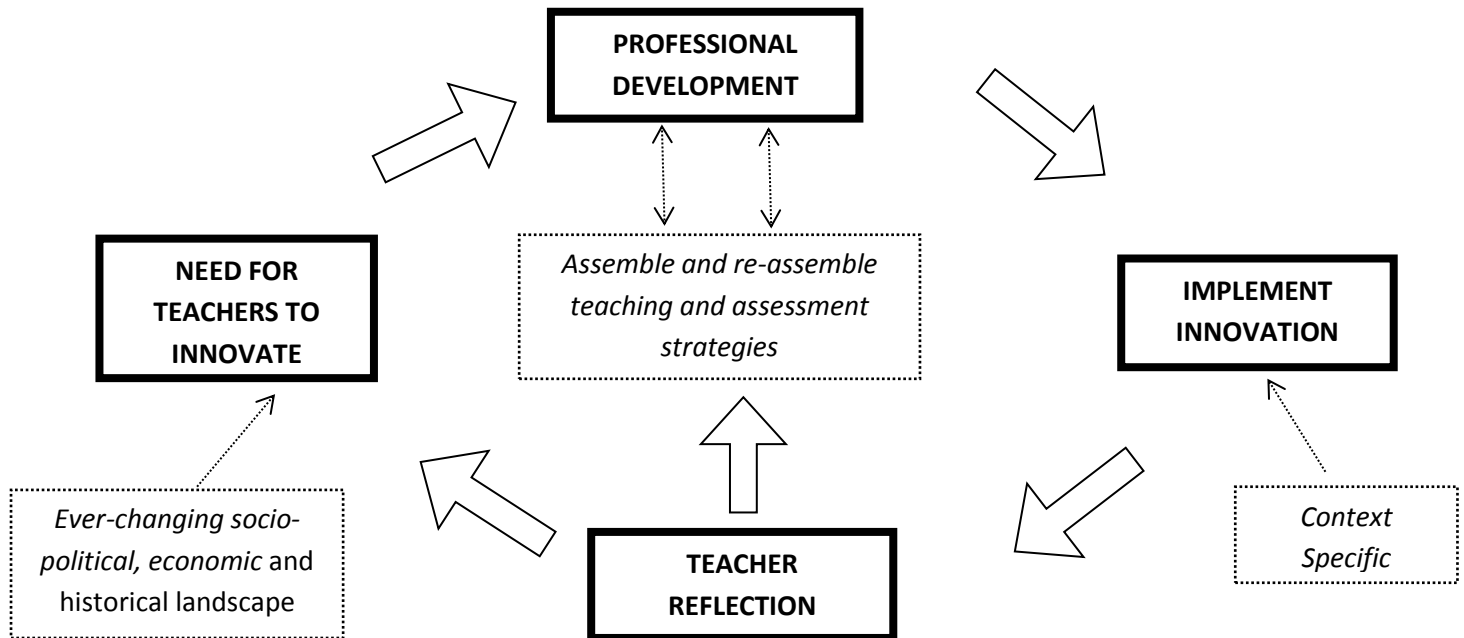 PROFESSIONAL
DEVELOPMENT
NEED FOR
TEACHERS TO
INNOVATE
Assemble and re-assemble
teaching and assessment
strategies
IMPLEMENT
INNOVATION
Ever-changing socio-
political, economic and
historical landscape
TEACHER
REFLECTION
Context
Specific